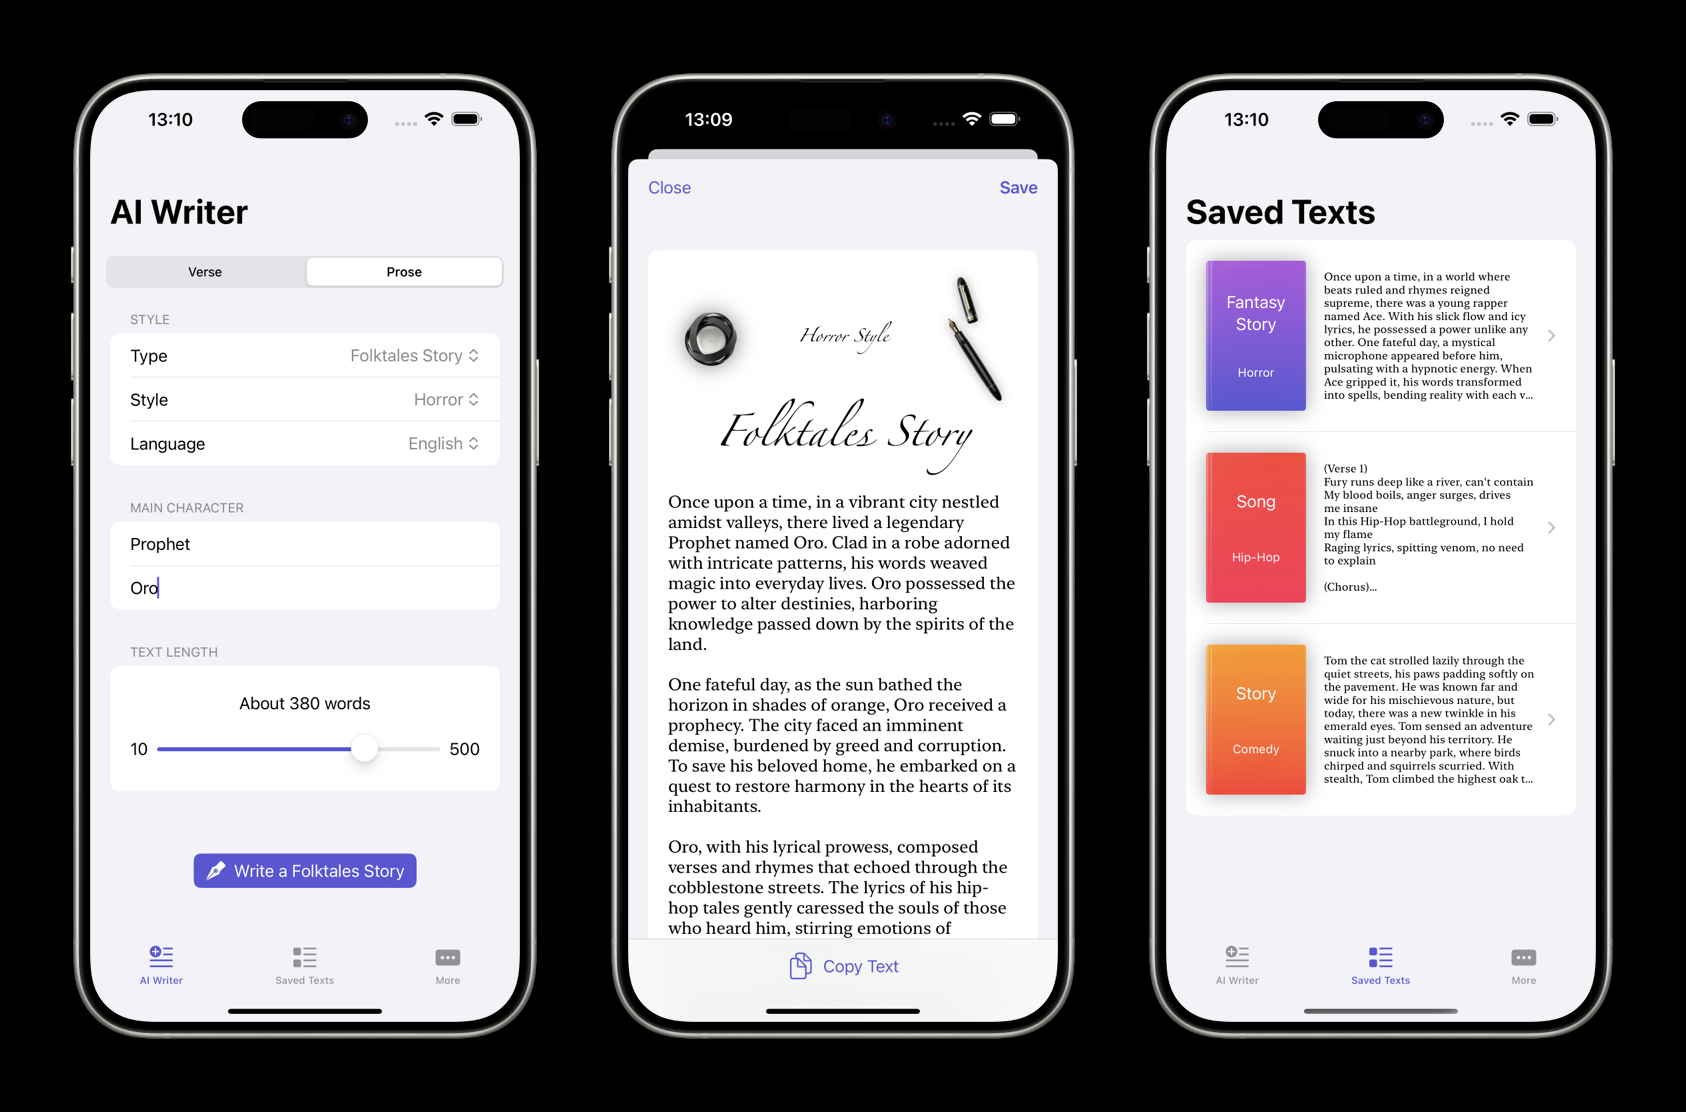 13:10
AI Writer
Verse
Prose
STYLE
Type
Folktales Story
Style
Horror
Language
English
MAIN CHARACTER
Prophet
Oro
TEXT LENGTH
About 380 words
10
500
Write a Folktales Story
AI Writer
Saved Texts
More
13:09
Close
Save
Horror Style
Folktales Story
Once upon a time, in a vibrant city nestled
amidst valleys, there lived a legendary
Prophet named Oro. Clad in a robe adorned
with intricate patterns, his words weaved
magic into everyday lives. Oro possessed the
power to alter destinies, harboring
knowledge passed down by the spirits of the
land.
One fateful day, as the sun bathed the
horizon in shades of orange, Oro received a
prophecy. The city faced an imminent
demise, burdened by greed and corruption.
To save his beloved home, he embarked on a
quest to restore harmony in the hearts of its
inhabitants.
Oro, with his lyrical prowess, composed
verses and rhymes that echoed through the
cobblestone streets. The lyrics of his hip-
hop tales gently caressed the souls of those
who heard him, stirring emotions of
Copy Text
13:10
Saved Texts
Fantasy
Story
Horror
Once upon a time, in a world where
beats ruled and rhymes reigned
supreme, there was a young rapper
named Ace. With his slick flow and icy
lyrics, he possessed a power unlike any
other. One fateful day, a mystical
microphone appeared before him,
pulsating with a hypnotic energy. When
Ace gripped it, his words transformed
into spells, bending reality with each v...
Song
Hip-Hop
(Verse 1)
Fury runs deep like a river, can't contain
My blood boils, anger surges, drives
me insane
In this Hip-Hop battleground, I hold
my flame
Raging lyrics, spitting venom, no need
to explain
(Chorus)...
Story
Comedy
Tom the cat strolled lazily through the
quiet streets, his paws padding softly on
the pavement. He was known far and
wide for his mischievous nature, but
today, there was a new twinkle in his
emerald eyes. Tom sensed an adventure
waiting just beyond his territory. He
snuck into a nearby park, where birds
chirped and squirrels scurried. With
stealth, Tom climbed the highest oak t...
AI Writer
Saved Texts
More